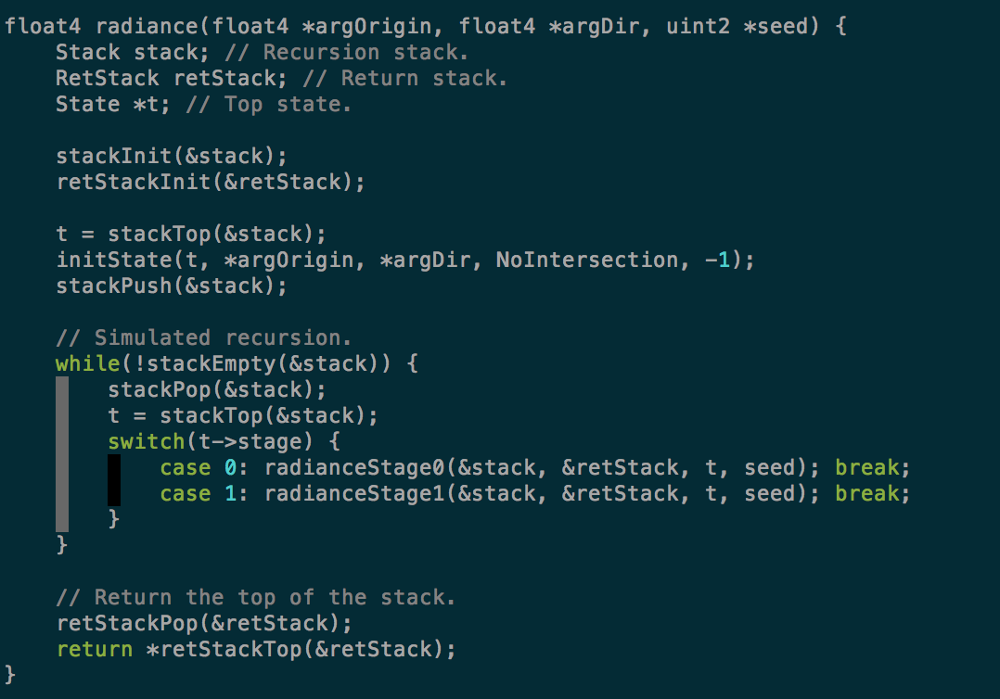 float4 radiance(float4 *argOrigin, float4 *argDir, uint2 *seed) {
    Stack stack; // Recursion stack.
    RetStack retStack; // Return stack.
    State *t; // Top state.

    stackInit(&stack);
    retStackInit(&retStack);

    t = stackTop(&stack);
    initState(t, *argOrigin, *argDir, NoIntersection, -1);
    stackPush(&stack);

    // Simulated recursion.
    while(!stackEmpty(&stack)) {
        stackPop(&stack);
        t = stackTop(&stack);
        switch(t->stage) {
            case 0: radianceStage0(&stack, &retStack, t, seed); break;
            case 1: radianceStage1(&stack, &retStack, t, seed); break;
        }
    }

    // Return the top of the stack.
    retStackPop(&retStack);
    return *retStackTop(&retStack);
}